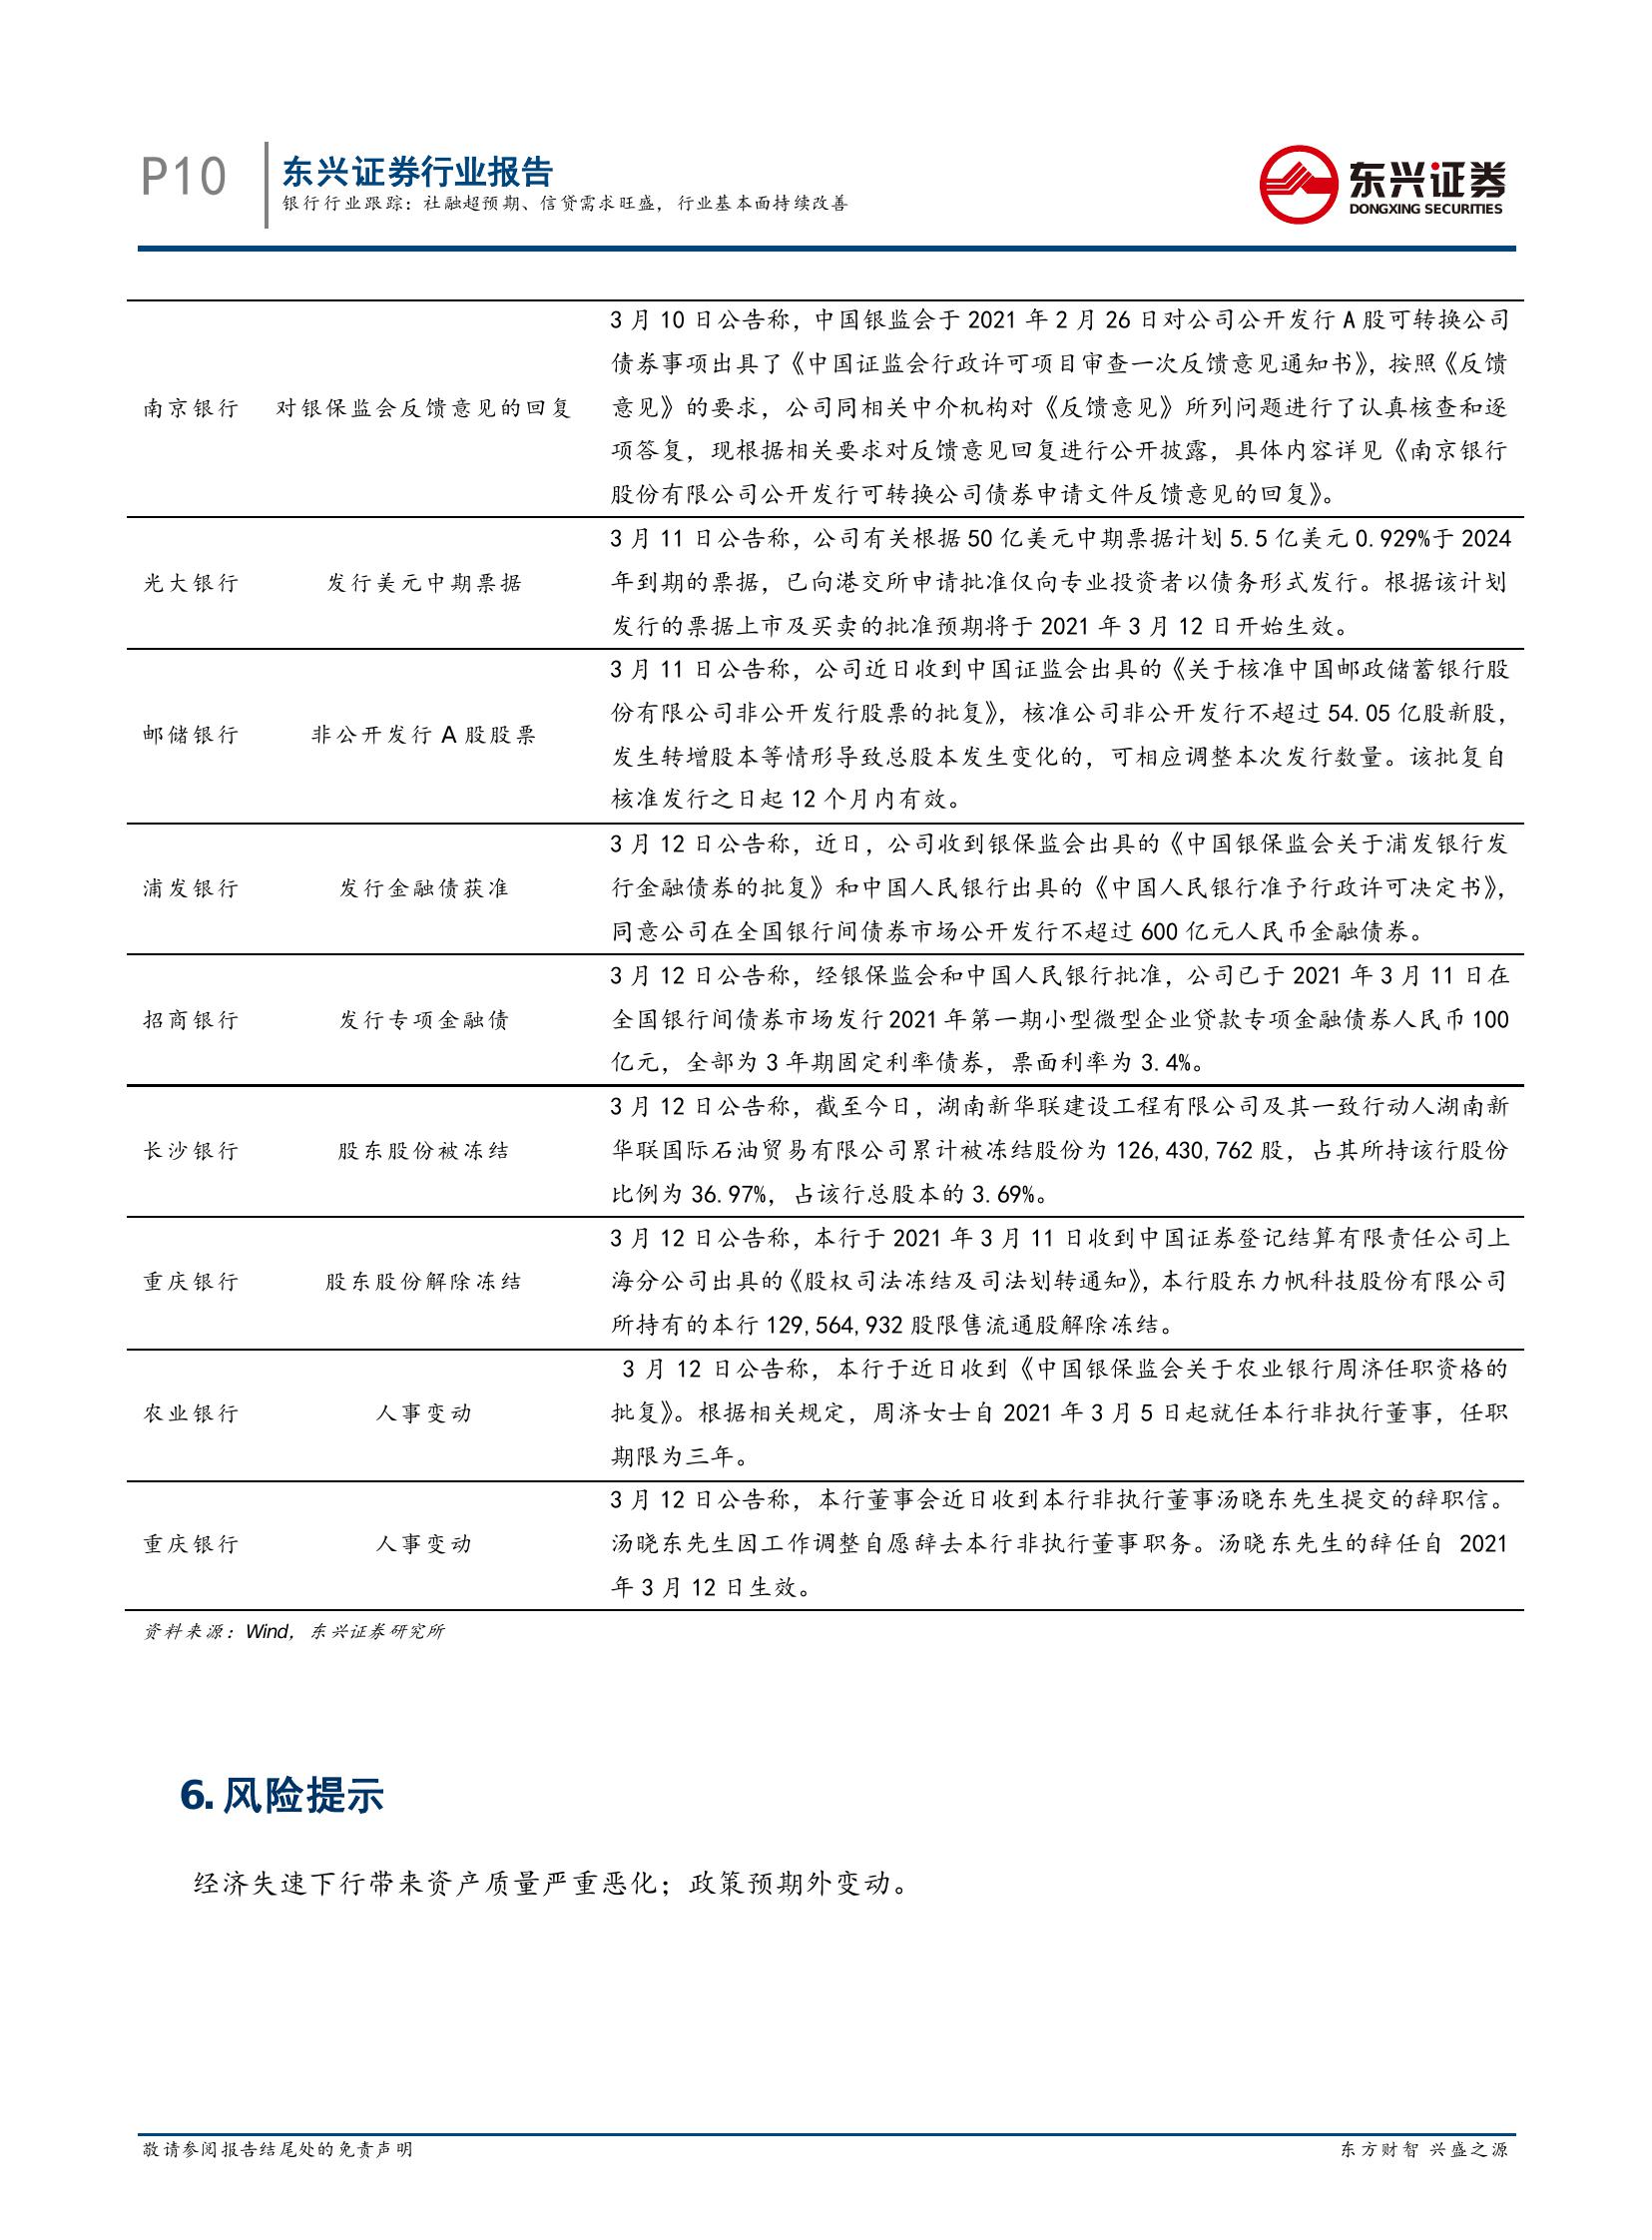 P10
东兴证券行业报告
银行行业跟踪：社融超预期、信贷需求旺盛，行业基本面持续改善
东兴证券
DONGXING SECURITIES
南京银行
对银保监会反馈意见的回复
3 月 10 日公告称，中国银监会于 2021 年 2 月 26 日对公司公开发行 A 股可转换公司
债券事项出具了《中国证监会行政许可项目审查一次反馈意见通知书》，按照《反馈
意见》的要求，公司同相关中介机构对《反馈意见》所列问题进行了认真核查和逐
项答复，现根据相关要求对反馈意见回复进行公开披露，具体内容详见《南京银行
股份有限公司公开发行可转换公司债券申请文件反馈意见的回复》。
光大银行
发行美元中期票据
3 月 11 日公告称，公司有关根据 50 亿美元中期票据计划 5.5 亿美元 0.929%于 2024
年到期的票据，已向港交所申请批准仅向专业投资者以债务形式发行。根据该计划
发行的票据上市及买卖的批准预期将于 2021 年 3 月 12 日开始生效。
邮储银行
非公开发行 A 股股票
3 月 11 日公告称，公司近日收到中国证监会出具的《关于核准中国邮政储蓄银行股
份有限公司非公开发行股票的批复》，核准公司非公开发行不超过 54.05 亿股新股，
发生转增股本等情形导致总股本发生变化的，可相应调整本次发行数量。该批复自
核准发行之日起 12 个月内有效。
浦发银行
发行金融债获准
3 月 12 日公告称，近日，公司收到银保监会出具的《中国银保监会关于浦发银行发
行金融债券的批复》和中国人民银行出具的《中国人民银行准予行政许可决定书》，
同意公司在全国银行间债券市场公开发行不超过 600 亿元人民币金融债券。
招商银行
发行专项金融债
3 月 12 日公告称，经银保监会和中国人民银行批准，公司已于 2021 年 3 月 11 日在
全国银行间债券市场发行 2021 年第一期小型微型企业贷款专项金融债券人民币 100
亿元，全部为 3 年期固定利率债券，票面利率为 3.4%。
长沙银行
股东股份被冻结
3 月 12 日公告称，截至今日，湖南新华联建设工程有限公司及其一致行动人湖南新
华联国际石油贸易有限公司累计被冻结股份为 126,430,762 股，占其所持该行股份
比例为 36.97%，占该行总股本的 3.69%。
重庆银行
股东股份解除冻结
3 月 12 日公告称，本行于 2021 年 3 月 11 日收到中国证券登记结算有限责任公司上
海分公司出具的《股权司法冻结及司法划转通知》，本行股东力帆科技股份有限公司
所持有的本行 129,564,932 股限售流通股解除冻结。
农业银行
人事变动
3 月 12 日公告称，本行于近日收到《中国银保监会关于农业银行周济任职资格的
批复》。根据相关规定，周济女士自 2021 年 3 月 5 日起就任本行非执行董事，任职
期限为三年。
重庆银行
人事变动
3 月 12 日公告称，本行董事会近日收到本行非执行董事汤晓东先生提交的辞职信。
汤晓东先生因工作调整自愿辞去本行非执行董事职务。汤晓东先生的辞任自 2021
年 3 月 12 日生效。
资料来源：Wind，东兴证券研究所
6. 风险提示
经济失速下行带来资产质量严重恶化；政策预期外变动。
敬请参阅报告结尾处的免责声明
东方财智 兴盛之源